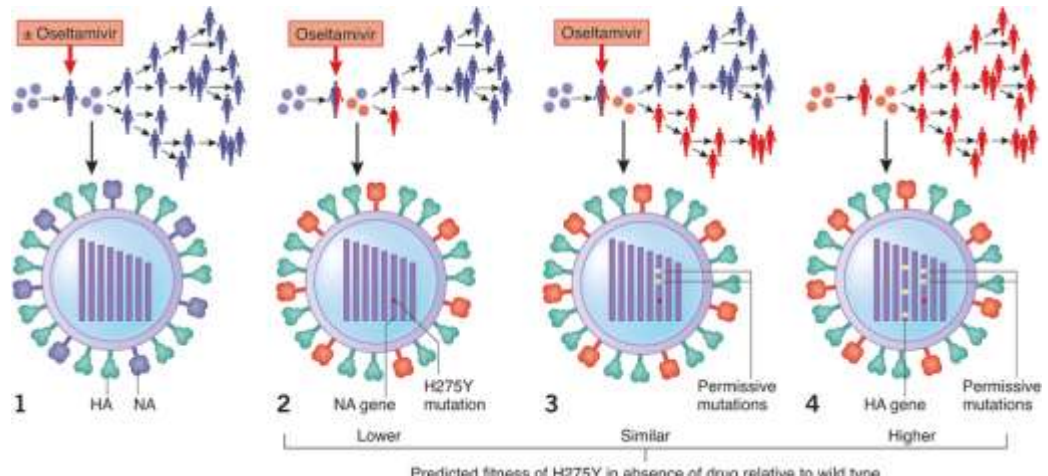 ± Oseltamivir
Oseltamivir
Oseltamivir
1
HA
NA
2
NA gene
H275Y
mutation
3
Permissive
mutations
4
HA gene
Permissive
mutations
Lower
Similar
Higher
Predicted fitness of H275Y in absence of drug relative to wild type